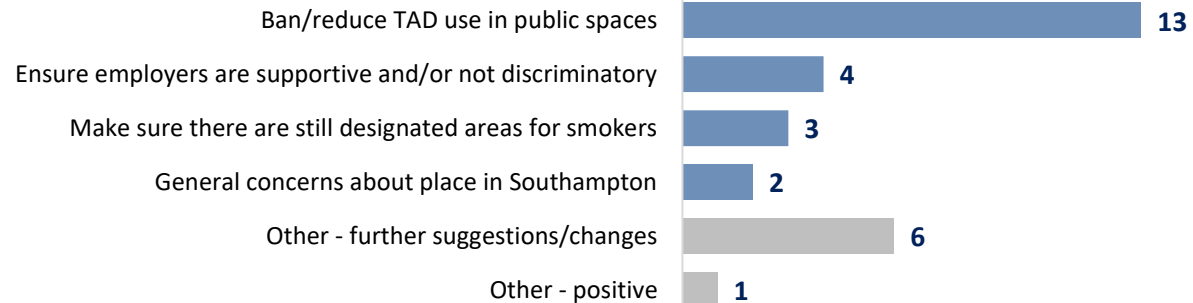 Ban/reduce TAD use in public spaces 13
Ensure employers are supportive and/or not discriminatory 4
Make sure there are still designated areas for smokers 3
General concerns about place in Southampton 2
Other - further suggestions/changes 6
Other - positive 1